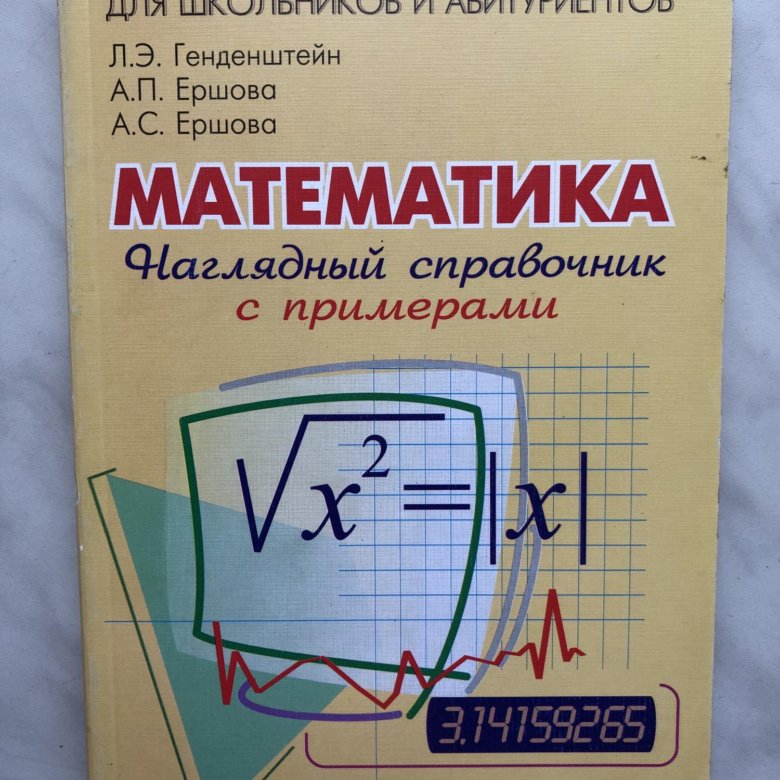 ДЛЯ ШКОЛЬНИКОВ И АБИТУРИЕНТОВ
Л.Э. Генденштейн
А.П. Ершова
А.С. Ершова
МАТЕМАТИКА
Наглядный справочник
с примерами
√x² = |x|
3.14159265